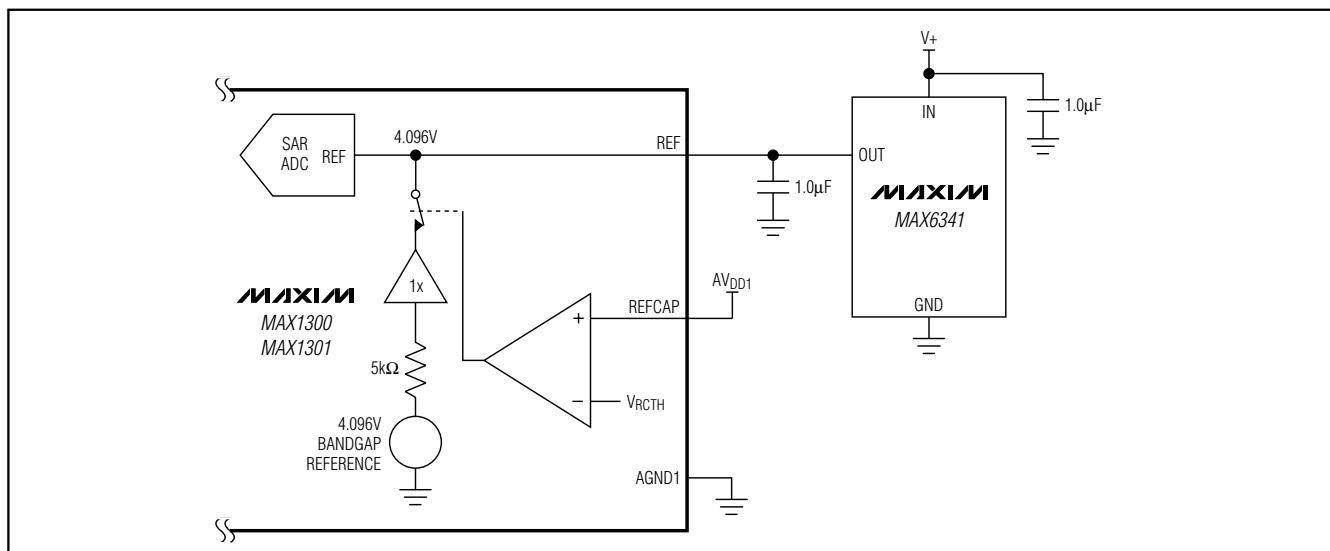 V+
IN
1.0µF
SAR
ADC
REF
4.096V
REF
OUT
1.0µF
MAXIM
MAX6341
GND
AVDD1
REFCAP
1x
+
−
VRCTH
MAXIM
MAX1300
MAX1301
5kΩ
4.096V
BANDGAP
REFERENCE
AGND1